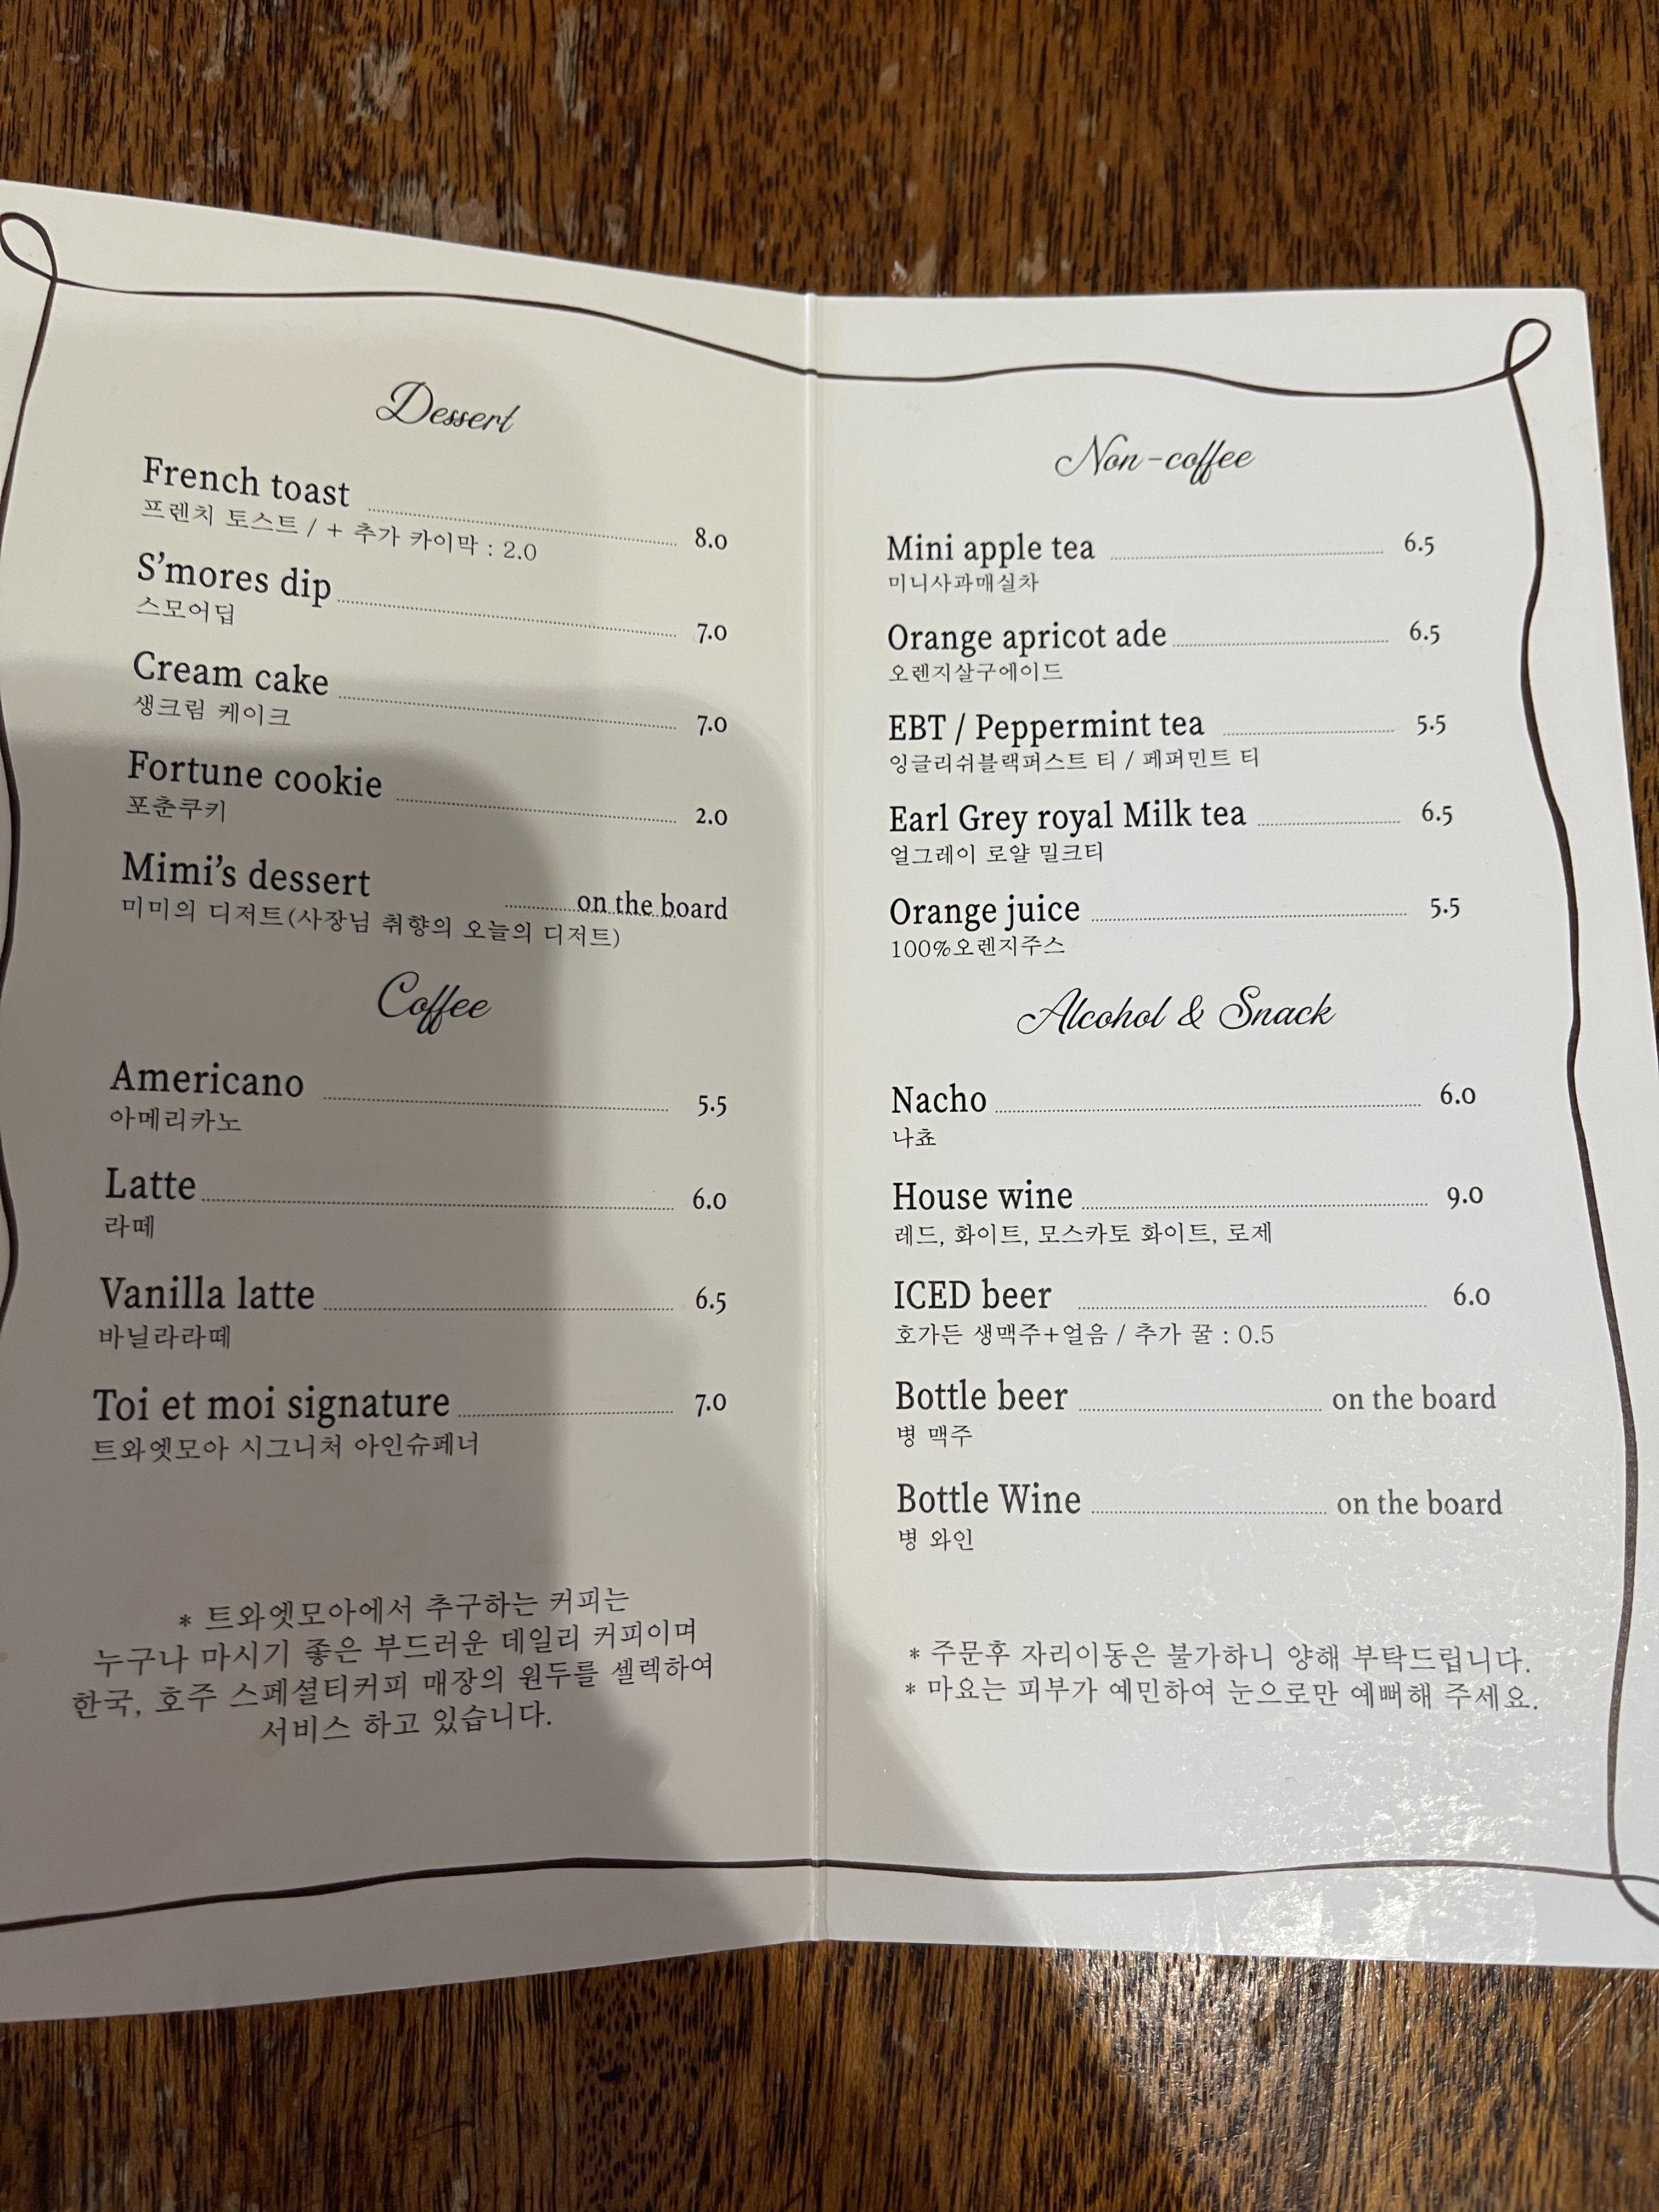 Dessert
French toast 8.0
프렌치 토스트 / + 추가 카이막 : 2.0
S'mores dip 7.0
스모어딥
Cream cake 7.0
생크림 케이크
Fortune cookie 2.0
포춘쿠키
Mimi's dessert on the board
미미의 디저트(사장님 취향의 오늘의 디저트)
Coffee
Americano 5.5
아메리카노
Latte 6.0
라떼
Vanilla latte 6.5
바닐라라떼
Toi et moi signature 7.0
트와엣모아 시그니처 아인슈페너
* 트와엣모아에서 추구하는 커피는
누구나 마시기 좋은 부드러운 데일리 커피이며
한국, 호주 스페셜티커피 매장의 원두를 셀렉하여
서비스 하고 있습니다.
Non-coffee
Mini apple tea 6.5
미니사과매실차
Orange apricot ade 6.5
오렌지살구에이드
EBT / Peppermint tea 5.5
잉글리쉬블랙퍼스트 티 / 페퍼민트 티
Earl Grey royal Milk tea 6.5
얼그레이 로얄 밀크티
Orange juice 5.5
100%오렌지주스
Alcohol & Snack
Nacho 6.0
나쵸
House wine 9.0
레드, 화이트, 모스카토 화이트, 로제
ICED beer 6.0
호가든 생맥주+얼음 / 추가 꿀 : 0.5
Bottle beer on the board
병 맥주
Bottle Wine on the board
병 와인
* 주문후 자리이동은 불가하니 양해 부탁드립니다.
* 마요는 피부가 예민하여 눈으로만 예뻐해 주세요.